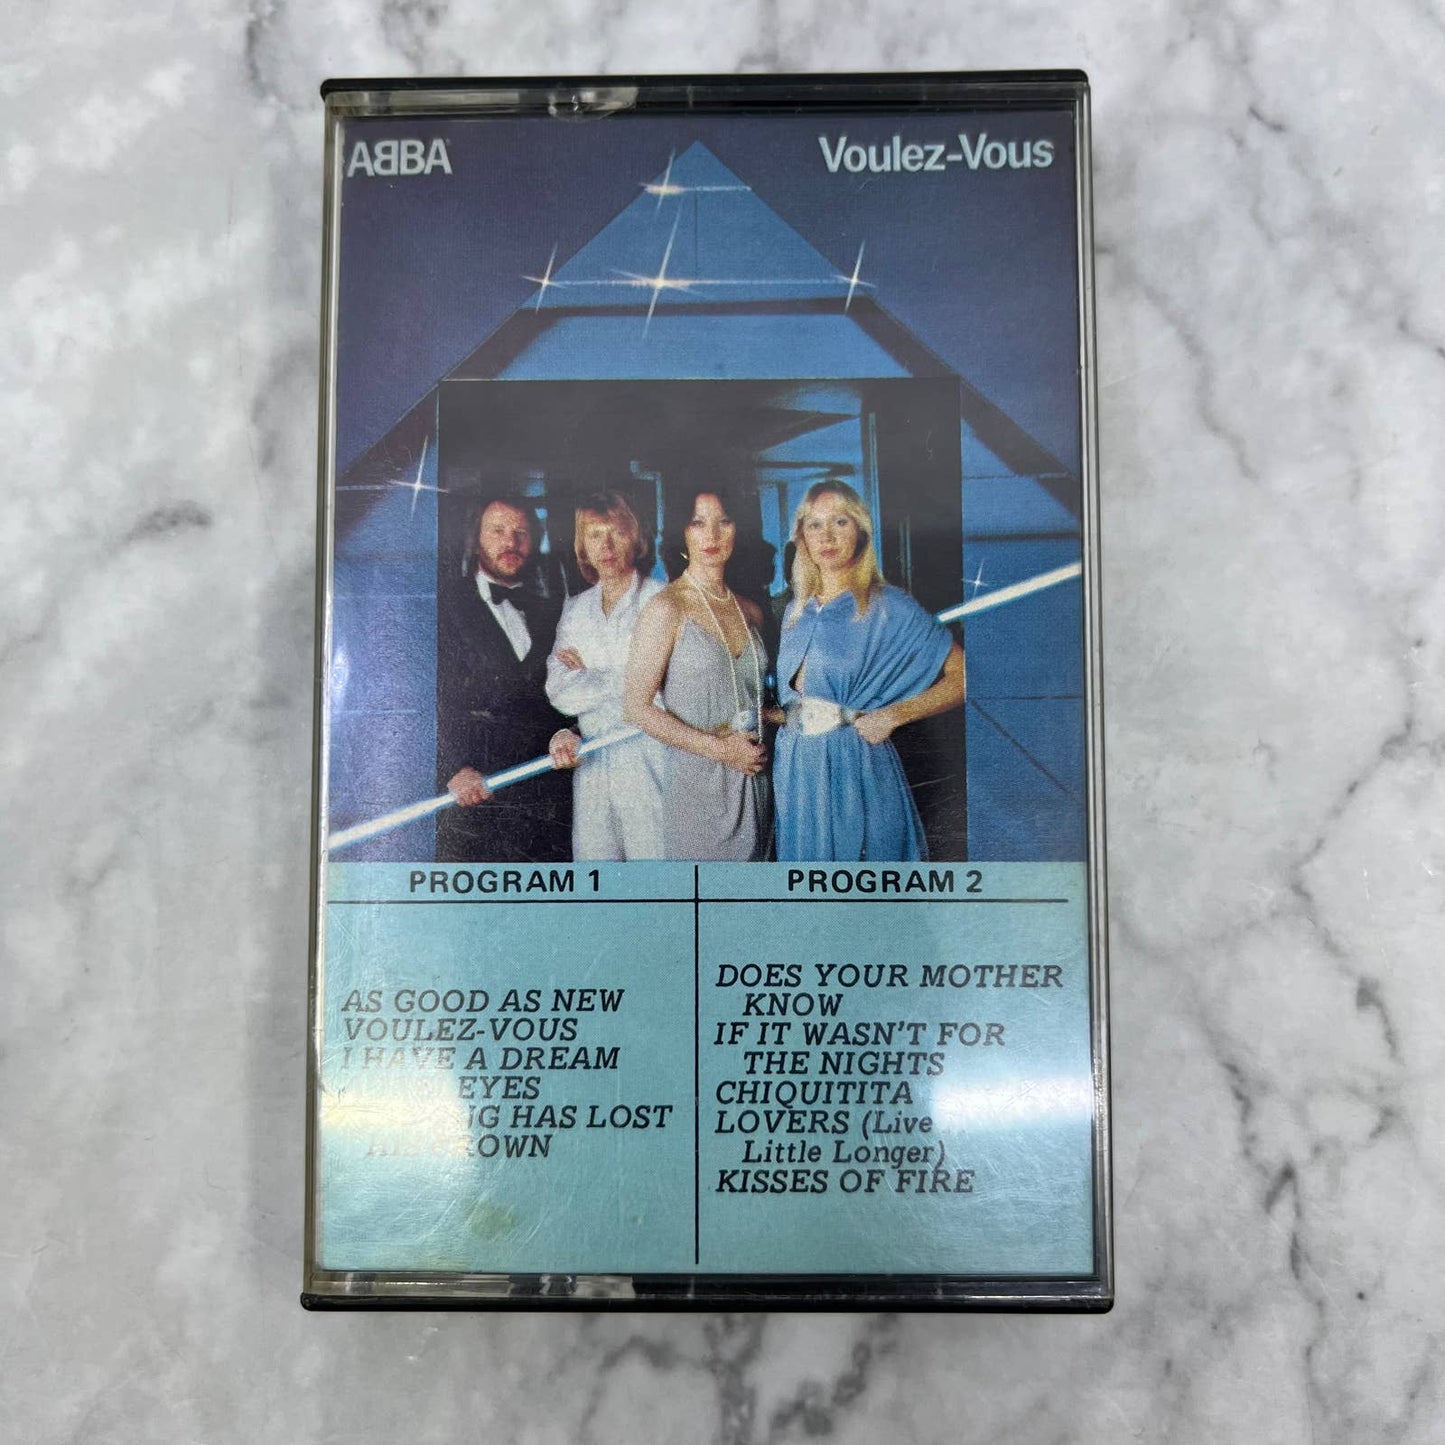 ABBA
Voulez-Vous
PROGRAM 1
AS GOOD AS NEW
VOULEZ-VOUS
I HAVE A DREAM
EYES
HAS LOST
PROGRAM 2
DOES YOUR MOTHER
KNOW
IF IT WASN'T FOR
THE NIGHTS
CHIQUITITA
LOVERS (Live
Little Longer)
KISSES OF FIRE